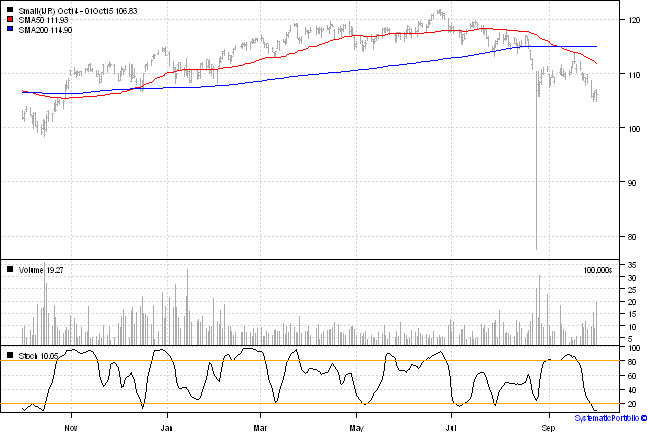 Small(IJR) Oct14 - 01Oct15 106.83
SMA50 111.93
SMA200 114.90
120
110
100
90
80
Volume 19.27
100,000s
35
30
25
20
15
10
5
Stoch 10.05
100
80
60
40
20
Nov Jan Mar May Jul Sep
SystematicPortfolio ©